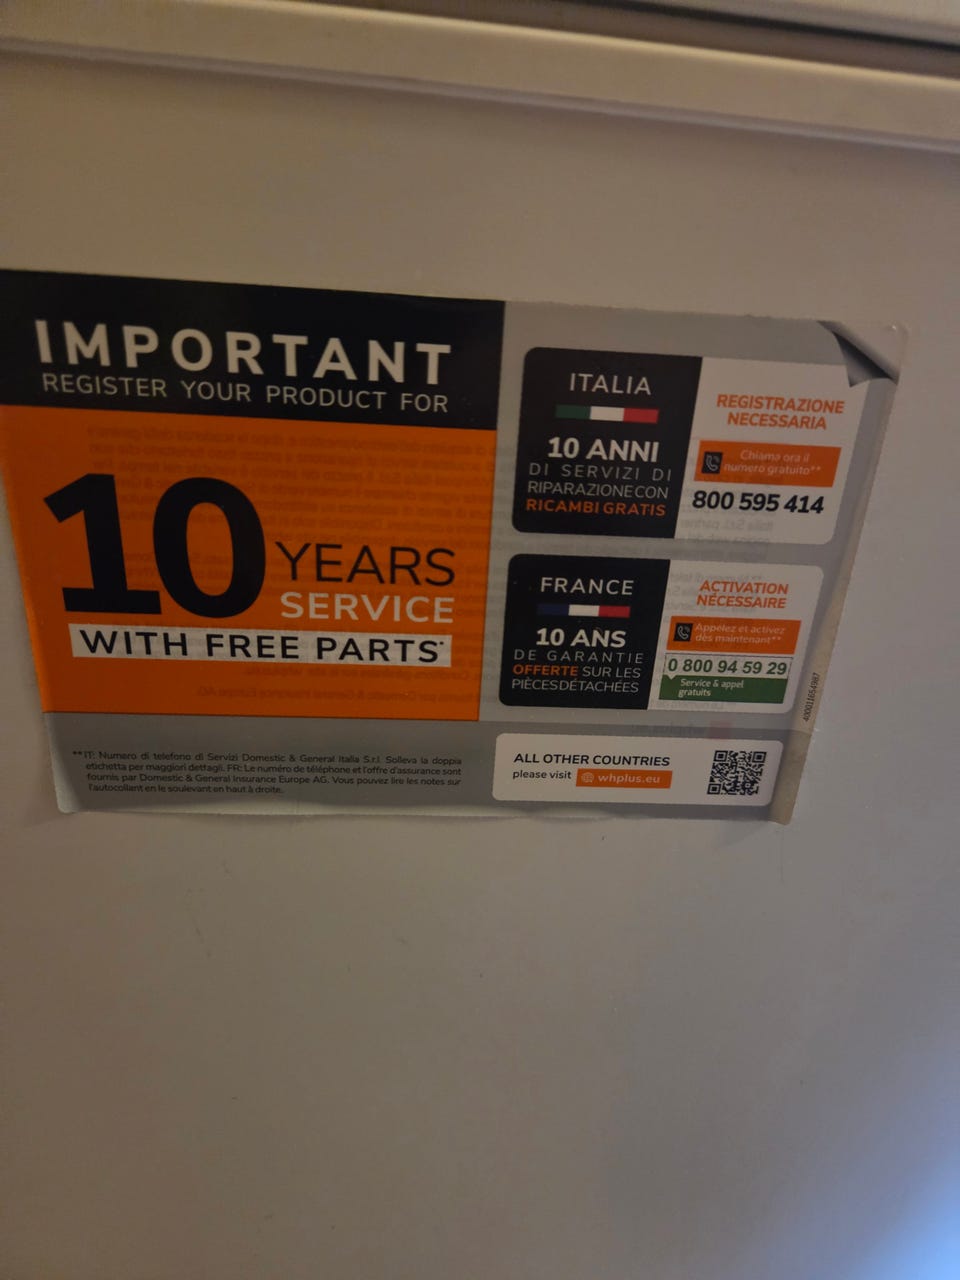 IMPORTANT
REGISTER YOUR PRODUCT FOR
10 YEARS
SERVICE
WITH FREE PARTS*
**IT: Numero di telefono di Servizi Domestic & General Italia S.r.l. Solleva la doppia
etichetta per maggiori dettagli. FR: Le numéro de téléphone et l'offre d'assurance sont
fournis par Domestic & General Insurance Europe AG. Vous pouvez lire les notes sur
l'autocollant en le soulevant en haut à droite.
ITALIA
10 ANNI
DI SERVIZI DI
RIPARAZIONE CON
RICAMBI GRATIS
REGISTRAZIONE
NECESSARIA
Chiama ora il
numero gratuito**
800 595 414
FRANCE
10 ANS
DE GARANTIE
OFFERTE SUR LES
PIÈCES DÉTACHÉES
ACTIVATION
NÉCESSAIRE
Appelez et activez
dès maintenant**
0 800 94 59 29
Service & appel
gratuits
400011654987
ALL OTHER COUNTRIES
please visit whplus.eu